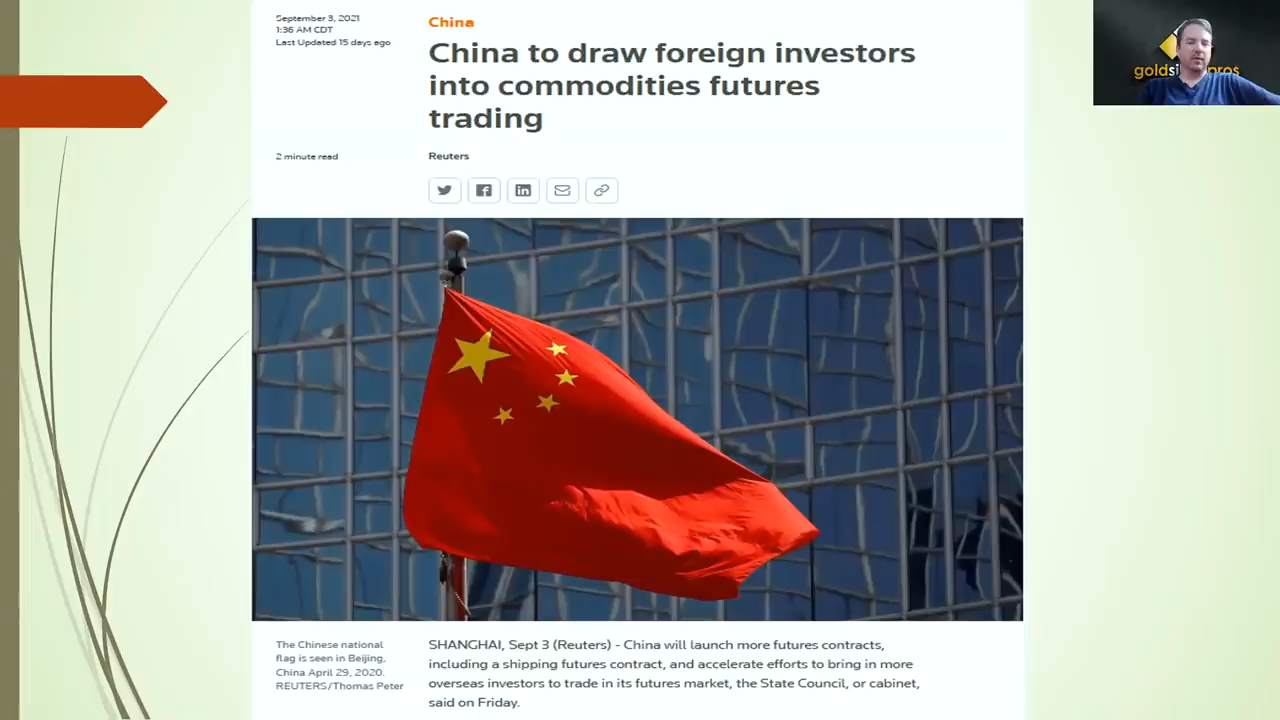 September 3, 2021
1:36 AM CDT
Last Updated 15 days ago
China
China to draw foreign investors
into commodities futures
trading
2 minute read
Reuters
The Chinese national
flag is seen in Beijing,
China April 29, 2020.
REUTERS/Thomas Peter
SHANGHAI, Sept 3 (Reuters) - China will launch more futures contracts,
including a shipping futures contract, and accelerate efforts to bring in more
overseas investors to trade in its futures market, the State Council, or cabinet,
said on Friday.